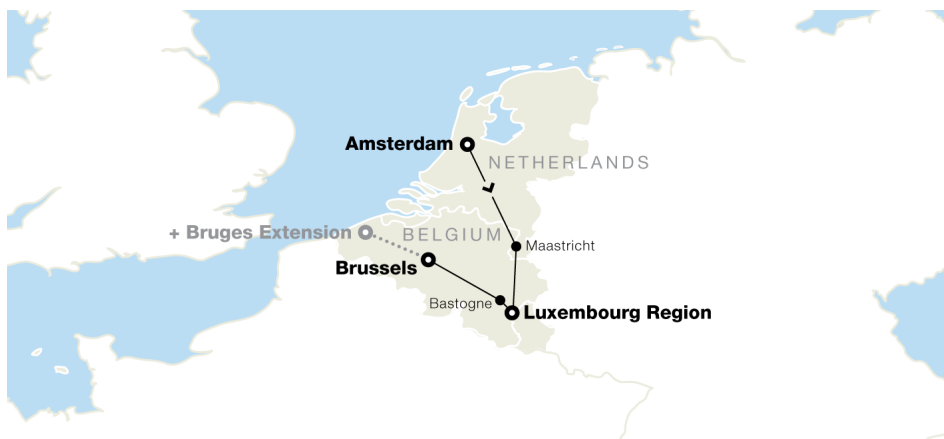 Amsterdam
NETHERLANDS
+ Bruges Extension
BELGIUM
Maastricht
Brussels
Bastogne
Luxembourg Region